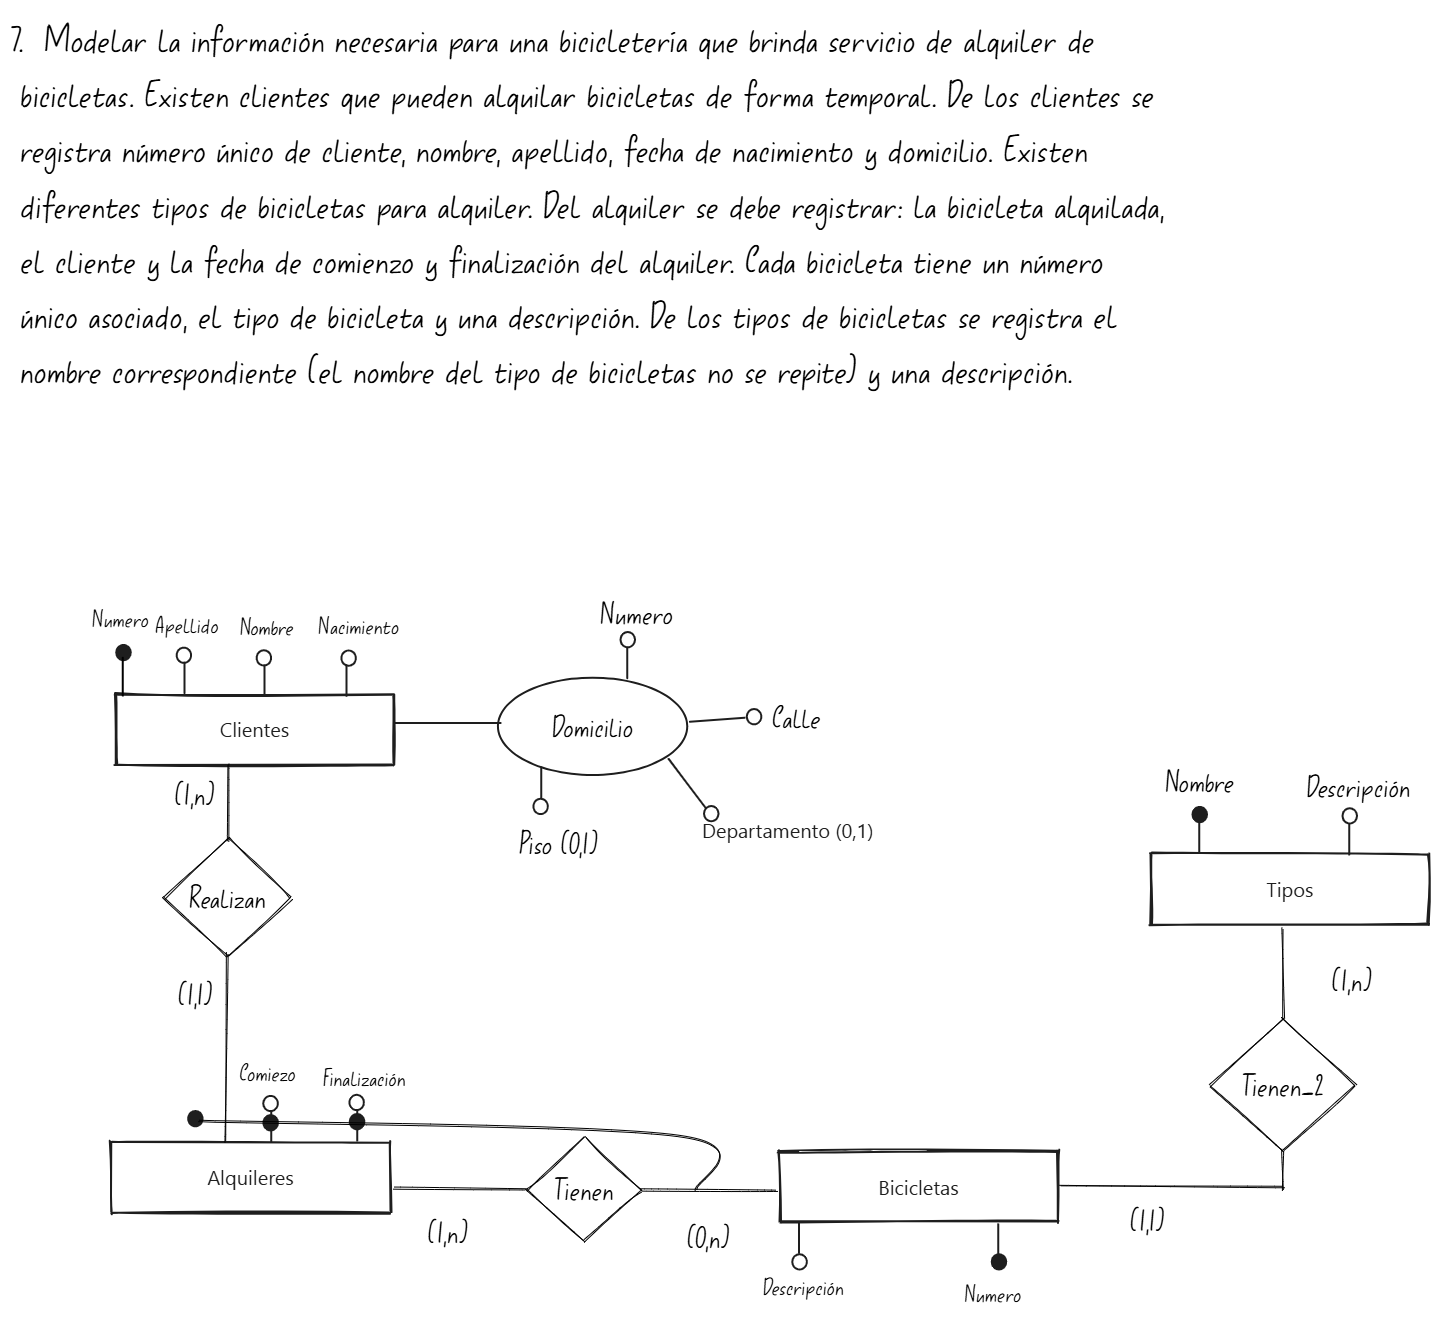 7. Modelar la información necesaria para una bicicletería que brinda servicio de alquiler de
bicicletas. Existen clientes que pueden alquilar bicicletas de forma temporal. De los clientes se
registra número único de cliente, nombre, apellido, fecha de nacimiento y domicilio. Existen
diferentes tipos de bicicletas para alquiler. Del alquiler se debe registrar: la bicicleta alquilada,
el cliente y la fecha de comienzo y finalización del alquiler. Cada bicicleta tiene un número
único asociado, el tipo de bicicleta y una descripción. De los tipos de bicicletas se registra el
nombre correspondiente (el nombre del tipo de bicicletas no se repite) y una descripción.
Numero Apellido Nombre Nacimiento
Numero
Clientes
Domicilio
Calle
(1,n)
Piso (0,1)
Departamento (0,1)
Nombre
Descripción
Realizan
Tipos
(1,1)
(1,n)
Comiezo
Finalización
Tienen_2
Alquileres
Tienen
Bicicletas
(1,n)
(0,n)
(1,1)
Descripción
Numero